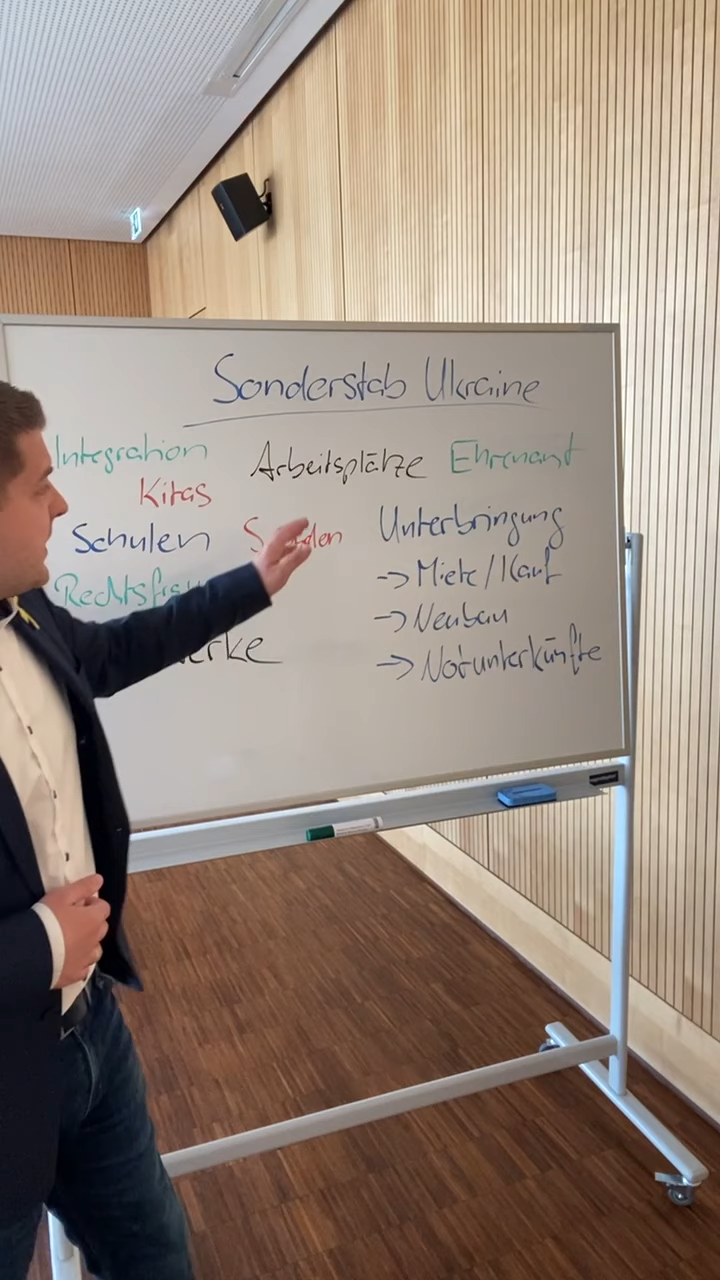 Sonderstab Ukraine
Integration
Arbeitsplätze
Ehrenamt
Kitas
Schulen
Unterbringung
-> Miete/Kauf
-> Neubau
-> Notunterkünfte